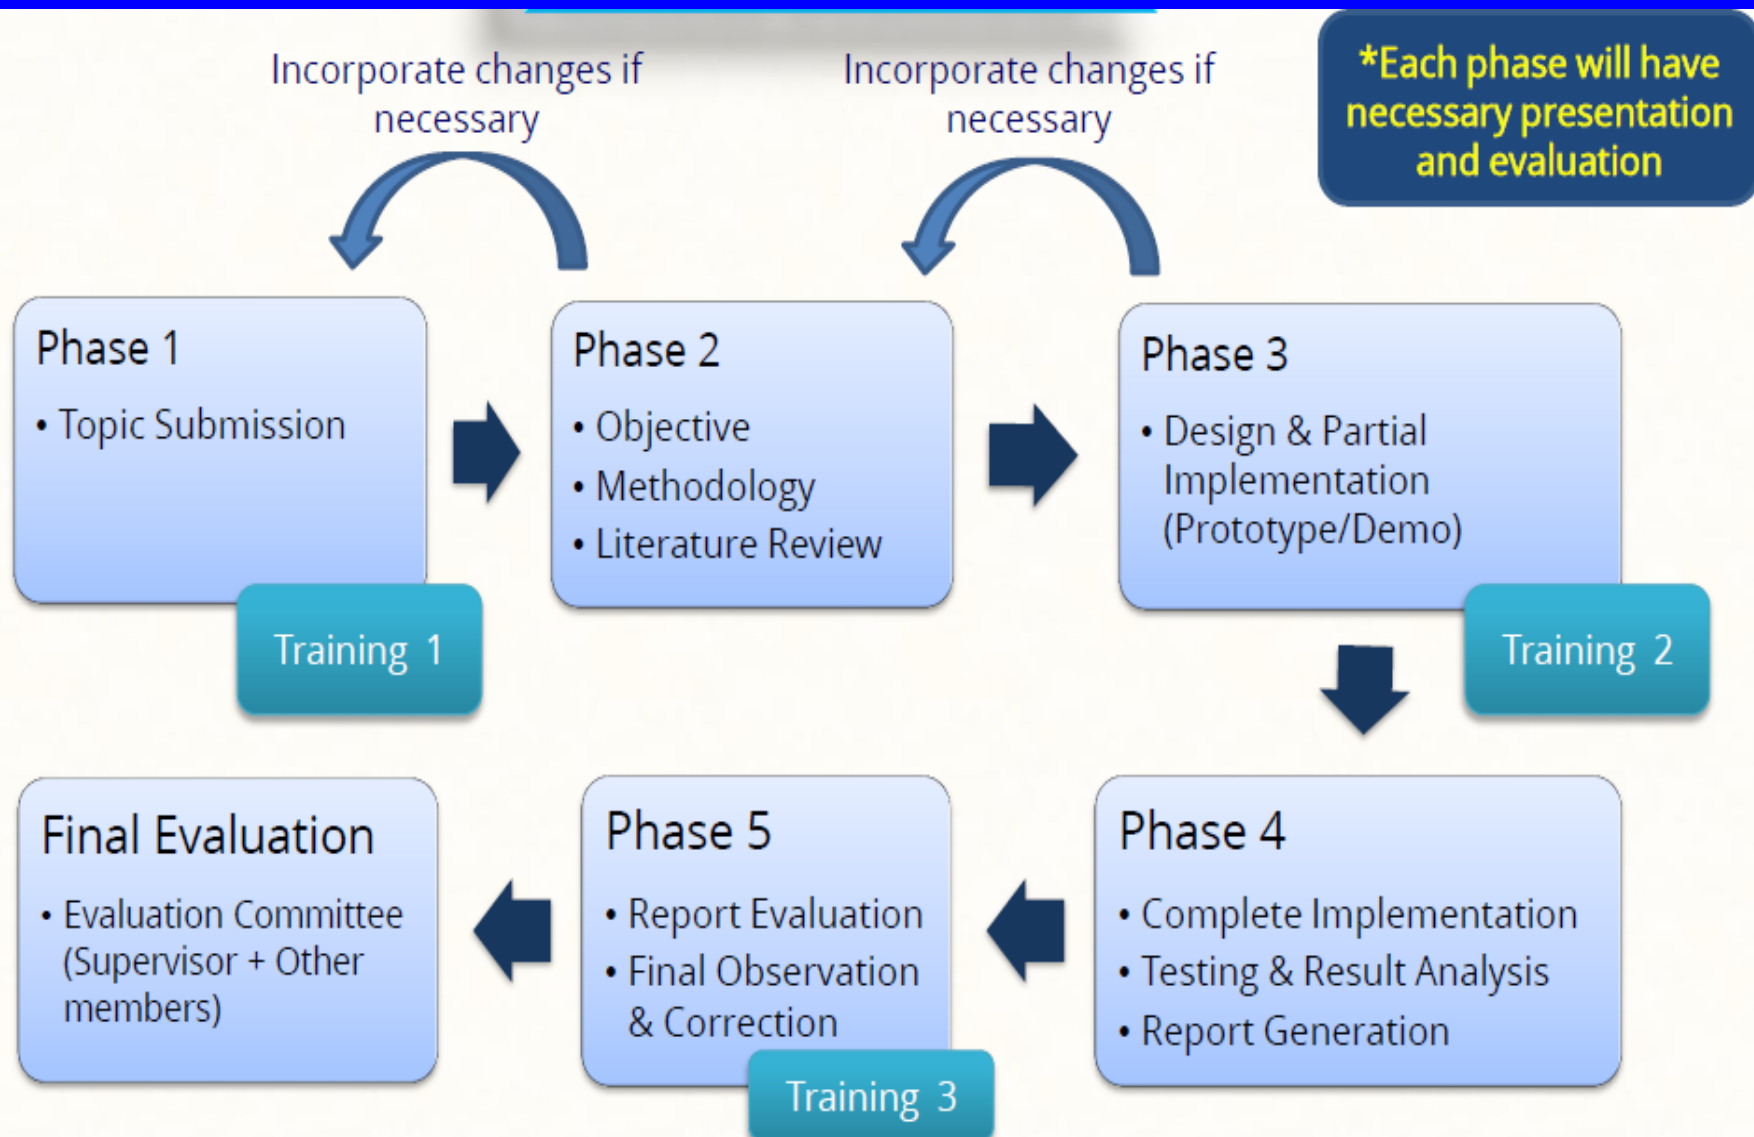 Incorporate changes if
necessary
Incorporate changes if
necessary
*Each phase will have
necessary presentation
and evaluation
Phase 1
• Topic Submission
Training 1
Phase 2
• Objective
• Methodology
• Literature Review
Phase 3
• Design & Partial
Implementation
(Prototype/Demo)
Training 2
Final Evaluation
• Evaluation Committee
(Supervisor + Other
members)
Phase 5
• Report Evaluation
• Final Observation
& Correction
Training 3
Phase 4
• Complete Implementation
• Testing & Result Analysis
• Report Generation